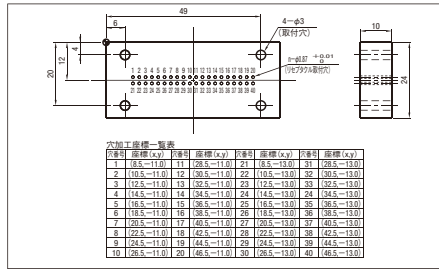 49
6
4－φ3
(取付穴)
10
4
12
20
24
1 2 3 4 5 6 7 8 9 10 11 12 13 14 15 16 17 18 19 20
n－φ0.87 +0.01 0
(リセプタクル取付穴)
21 22 23 24 25 26 27 28 29 30 31 32 33 34 35 36 37 38 39 40
穴加工座標一覧表
穴番号 座標(x,y) 穴番号 座標(x,y) 穴番号 座標(x,y) 穴番号 座標(x,y)
1 (8.5,－11.0) 11 (28.5,－11.0) 21 (8.5,－13.0) 31 (28.5,－13.0)
2 (10.5,－11.0) 12 (30.5,－11.0) 22 (10.5,－13.0) 32 (30.5,－13.0)
3 (12.5,－11.0) 13 (32.5,－11.0) 23 (12.5,－13.0) 33 (32.5,－13.0)
4 (14.5,－11.0) 14 (34.5,－11.0) 24 (14.5,－13.0) 24 (34.5,－13.0)
5 (16.5,－11.0) 15 (36.5,－11.0) 25 (16.5,－13.0) 35 (36.5,－13.0)
6 (18.5,－11.0) 16 (38.5,－11.0) 26 (18.5,－13.0) 36 (38.5,－13.0)
7 (20.5,－11.0) 17 (40.5,－11.0) 27 (20.5,－13.0) 37 (40.5,－13.0)
8 (22.5,－11.0) 18 (42.5,－11.0) 28 (22.5,－13.0) 38 (42.5,－13.0)
9 (24.5,－11.0) 19 (44.5,－11.0) 29 (24.5,－13.0) 39 (44.5,－13.0)
10 (26.5,－11.0) 20 (46.5,－11.0) 30 (26.5,－13.0) 40 (46.5,－13.0)